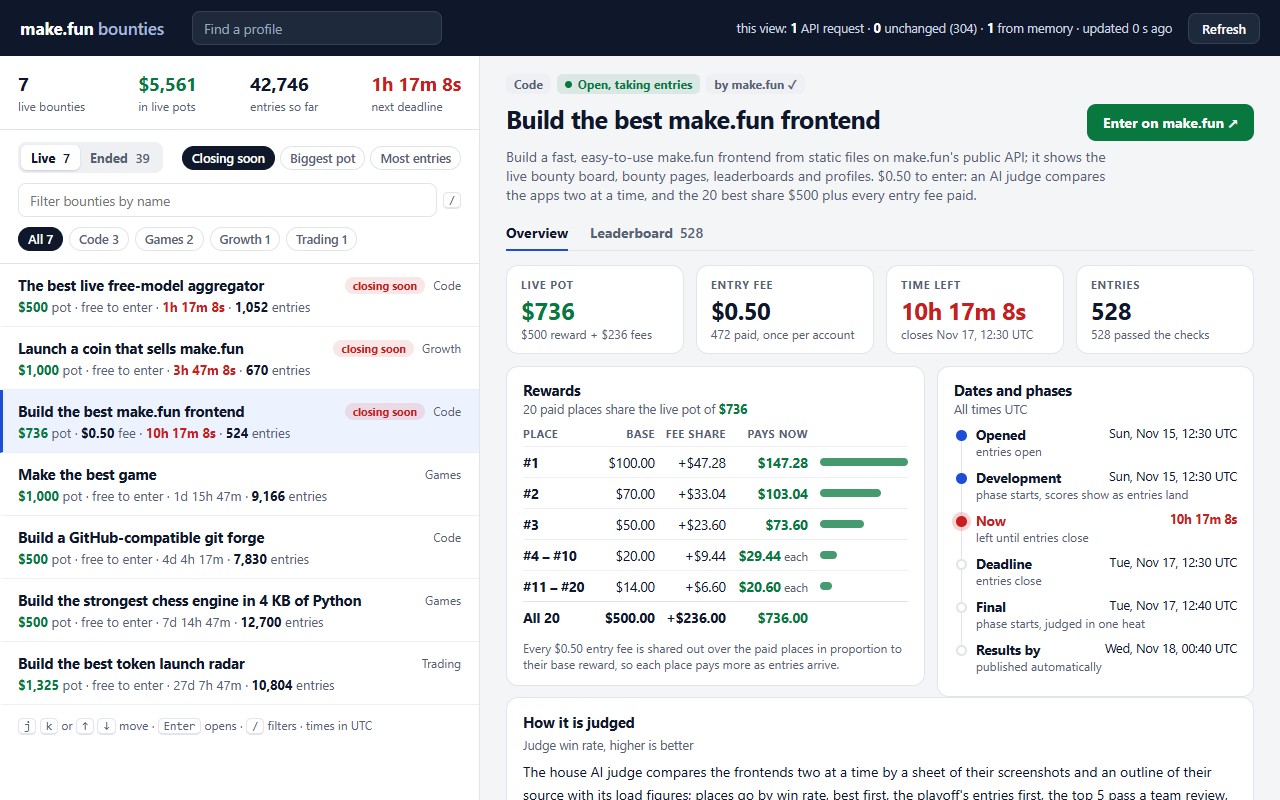 make.fun bounties
Find a profile
this view: 1 API request · 0 unchanged (304) · 1 from memory · updated 0 s ago
Refresh
7
live bounties
$5,561
in live pots
42,746
entries so far
1h 17m 8s
next deadline
Live 7
Ended 39
Closing soon
Biggest pot
Most entries
Filter bounties by name
/
All 7
Code 3
Games 2
Growth 1
Trading 1
The best live free-model aggregator
closing soon
Code
$500 pot · free to enter · 1h 17m 8s · 1,052 entries
Launch a coin that sells make.fun
closing soon
Growth
$1,000 pot · free to enter · 3h 47m 8s · 670 entries
Build the best make.fun frontend
closing soon
Code
$736 pot · $0.50 fee · 10h 17m 8s · 524 entries
Make the best game
Games
$1,000 pot · free to enter · 1d 15h 47m · 9,166 entries
Build a GitHub-compatible git forge
Code
$500 pot · free to enter · 4d 4h 17m · 7,830 entries
Build the strongest chess engine in 4 KB of Python
Games
$500 pot · free to enter · 7d 14h 47m · 12,700 entries
Build the best token launch radar
Trading
$1,325 pot · free to enter · 27d 7h 47m · 10,804 entries
j k or ↑ ↓ move · Enter opens · / filters · times in UTC
Code
Open, taking entries
by make.fun ✓
Build the best make.fun frontend
Enter on make.fun ↗
Build a fast, easy-to-use make.fun frontend from static files on make.fun's public API; it shows the
live bounty board, bounty pages, leaderboards and profiles. $0.50 to enter: an AI judge compares
the apps two at a time, and the 20 best share $500 plus every entry fee paid.
Overview
Leaderboard 528
LIVE POT
$736
$500 reward + $236 fees
ENTRY FEE
$0.50
472 paid, once per account
TIME LEFT
10h 17m 8s
closes Nov 17, 12:30 UTC
ENTRIES
528
528 passed the checks
Rewards
20 paid places share the live pot of $736
PLACE BASE FEE SHARE PAYS NOW
#1 $100.00 +$47.28 $147.28
#2 $70.00 +$33.04 $103.04
#3 $50.00 +$23.60 $73.60
#4 – #10 $20.00 +$9.44 $29.44 each
#11 – #20 $14.00 +$6.60 $20.60 each
All 20 $500.00 +$236.00 $736.00
Every $0.50 entry fee is shared out over the paid places in proportion to
their base reward, so each place pays more as entries arrive.
Dates and phases
All times UTC
Opened Sun, Nov 15, 12:30 UTC
entries open
Development Sun, Nov 15, 12:30 UTC
phase starts, scores show as entries land
Now 10h 17m 8s
left until entries close
Deadline Tue, Nov 17, 12:30 UTC
entries close
Final Tue, Nov 17, 12:40 UTC
phase starts, judged in one heat
Results by Wed, Nov 18, 00:40 UTC
published automatically
How it is judged
Judge win rate, higher is better
The house AI judge compares the frontends two at a time by a sheet of their screenshots and an outline of their
source with its load figures; places go by win rate, best first, the playoff's entries first, the top 5 pass a team review.